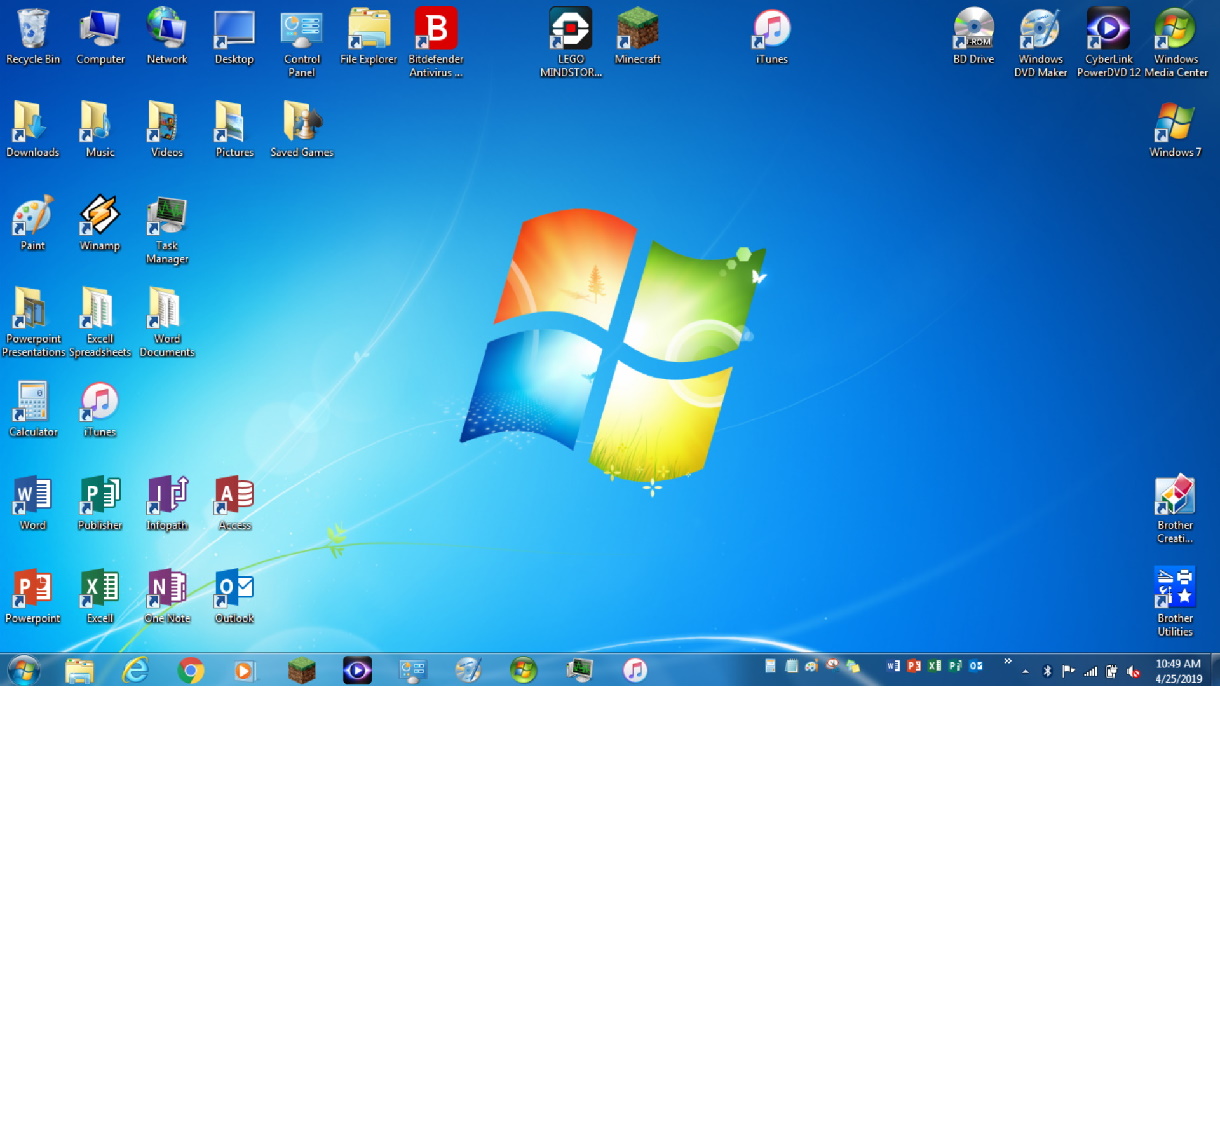 Recycle Bin
Computer
Network
Desktop
Control
Panel
File Explorer
Bitdefender
Antivirus ...
LEGO
MINDSTOR...
Minecraft
iTunes
BD Drive
Windows
DVD Maker
CyberLink
PowerDVD 12
Windows
Media Center
Downloads
Music
Videos
Pictures
Saved Games
Windows 7
Paint
Winamp
Task
Manager
Powerpoint
Presentations
Excell
Spreadsheets
Word
Documents
Calculator
iTunes
Word
Publisher
Infopath
Access
Brother
Creati...
Powerpoint
Excell
One Note
Outlook
Brother
Utilities
10:49 AM
4/25/2019